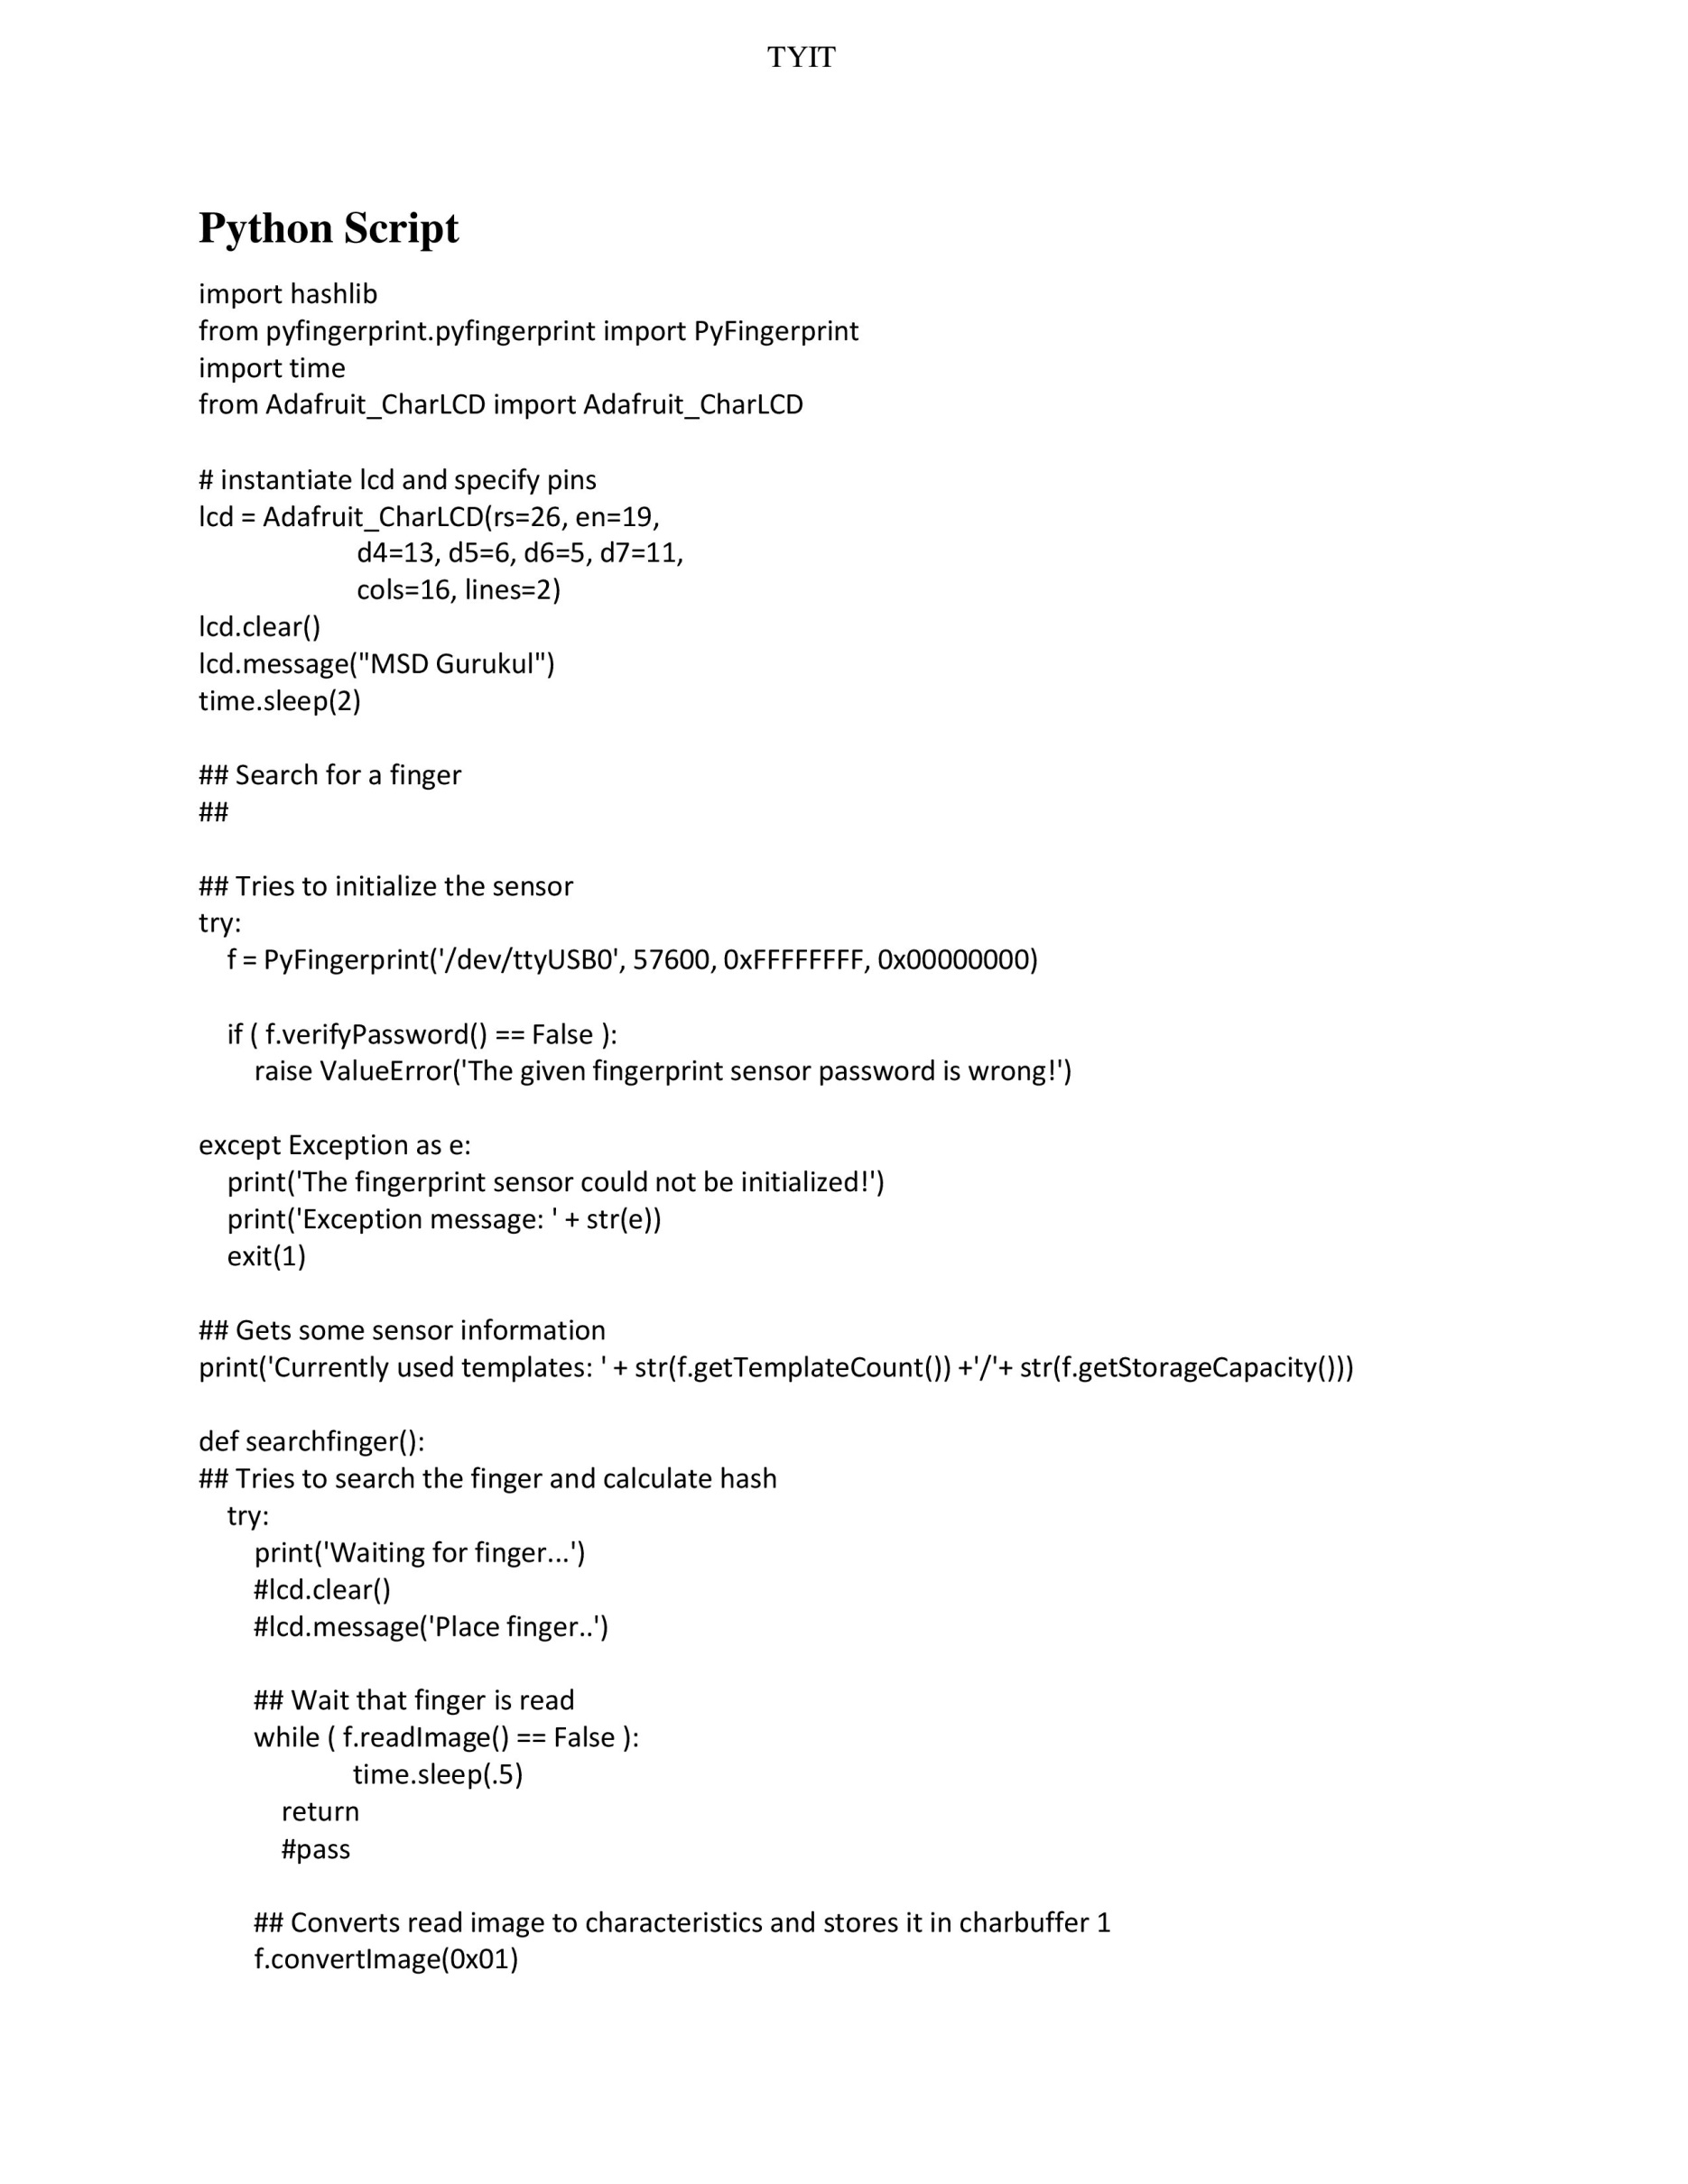 TYIT
Python Script
import hashlib
from pyfingerprint.pyfingerprint import PyFingerprint
import time
from Adafruit_CharLCD import Adafruit_CharLCD
# instantiate lcd and specify pins
lcd = Adafruit_CharLCD(rs=26, en=19,
d4=13, d5=6, d6=5, d7=11,
cols=16, lines=2)
lcd.clear()
lcd.message("MSD Gurukul")
time.sleep(2)
## Search for a finger
##
## Tries to initialize the sensor
try:
f = PyFingerprint('/dev/ttyUSB0', 57600, 0xFFFFFFFF, 0x00000000)
if ( f.verifyPassword() == False ):
raise ValueError('The given fingerprint sensor password is wrong!')
except Exception as e:
print('The fingerprint sensor could not be initialized!')
print('Exception message: ' + str(e))
exit(1)
## Gets some sensor information
print('Currently used templates: ' + str(f.getTemplateCount()) +'/'+ str(f.getStorageCapacity()))
def searchfinger():
## Tries to search the finger and calculate hash
try:
print('Waiting for finger...')
#lcd.clear()
#lcd.message('Place finger..')
## Wait that finger is read
while ( f.readImage() == False ):
time.sleep(.5)
return
#pass
## Converts read image to characteristics and stores it in charbuffer 1
f.convertImage(0x01)